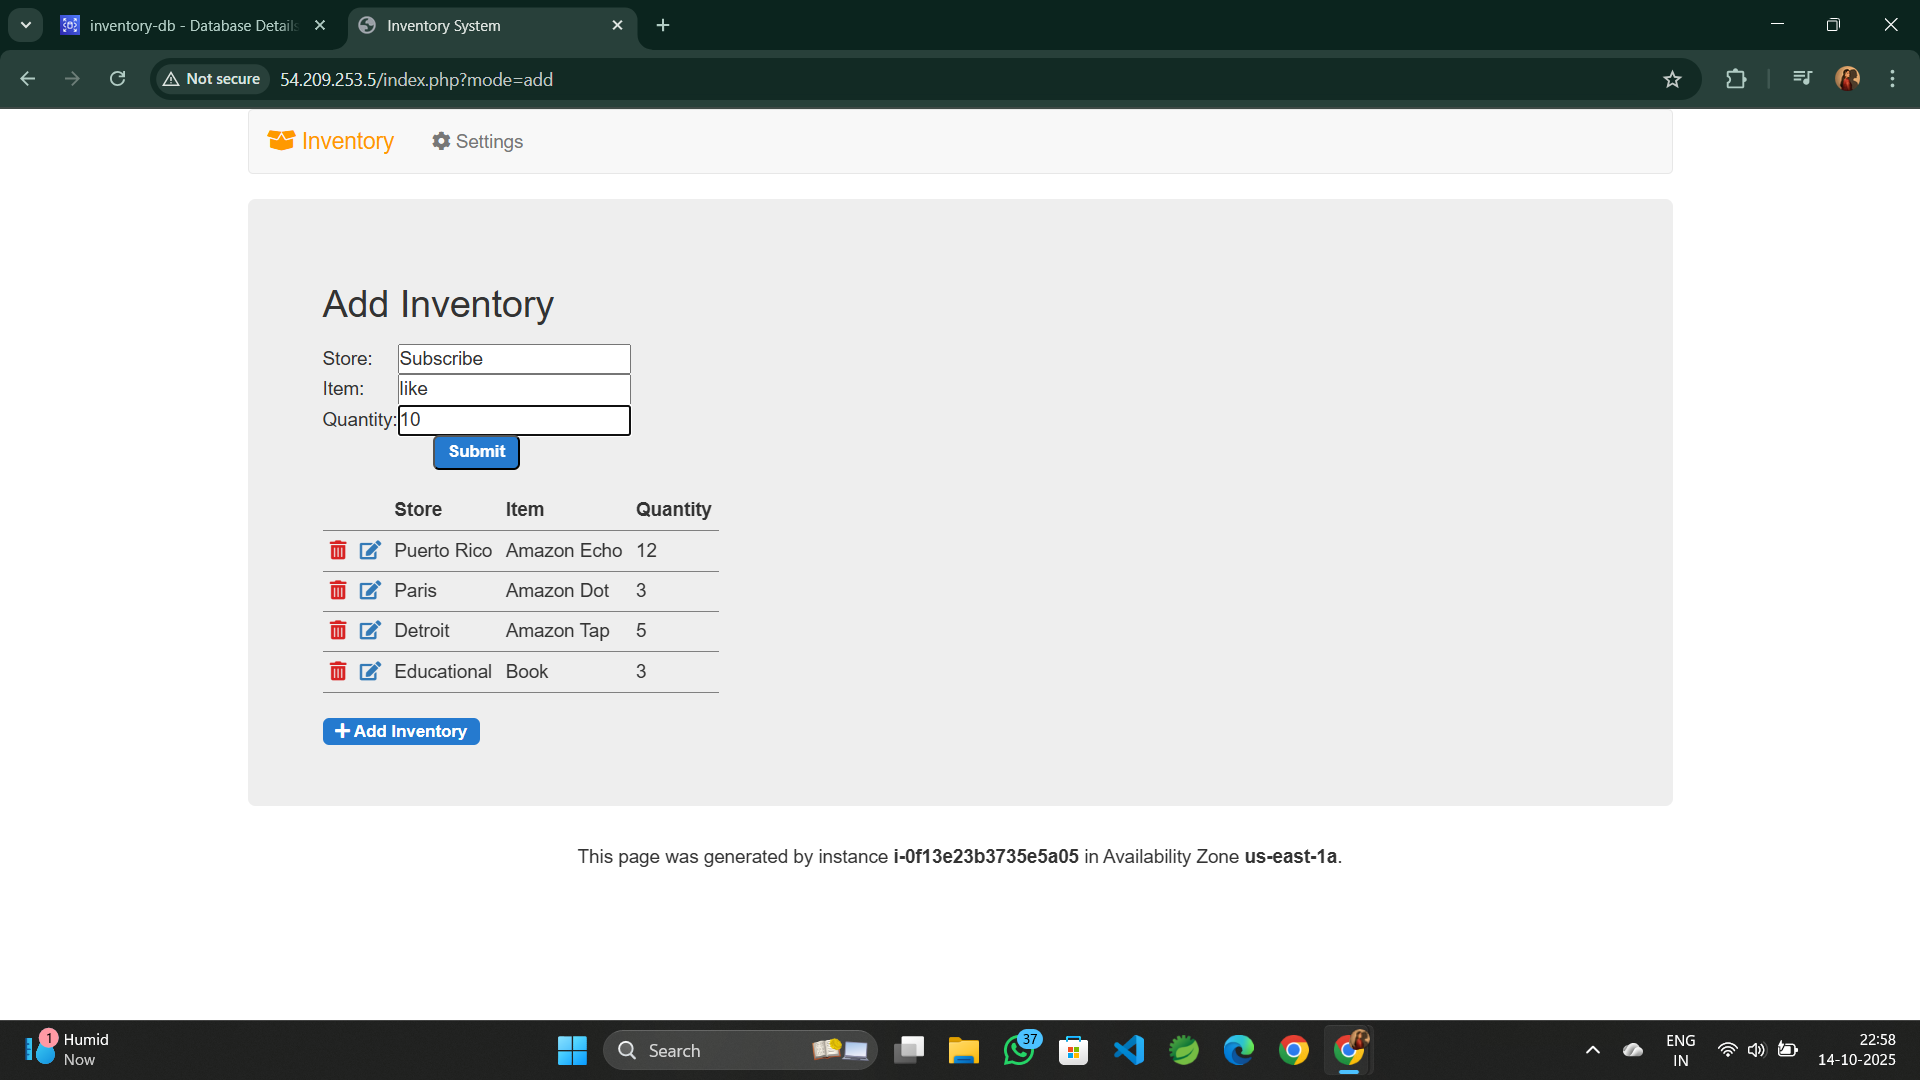 inventory-db - Database Details
Inventory System
Not secure
54.209.253.5/index.php?mode=add
Inventory
Settings
Add Inventory
Store: Subscribe
Item: like
Quantity: 10
Submit
Store Item Quantity
Puerto Rico Amazon Echo 12
Paris Amazon Dot 3
Detroit Amazon Tap 5
Educational Book 3
Add Inventory
This page was generated by instance i-0f13e23b3735e5a05 in Availability Zone us-east-1a.
1
Humid
Now
Search
37
ENG
IN
22:58
14-10-2025